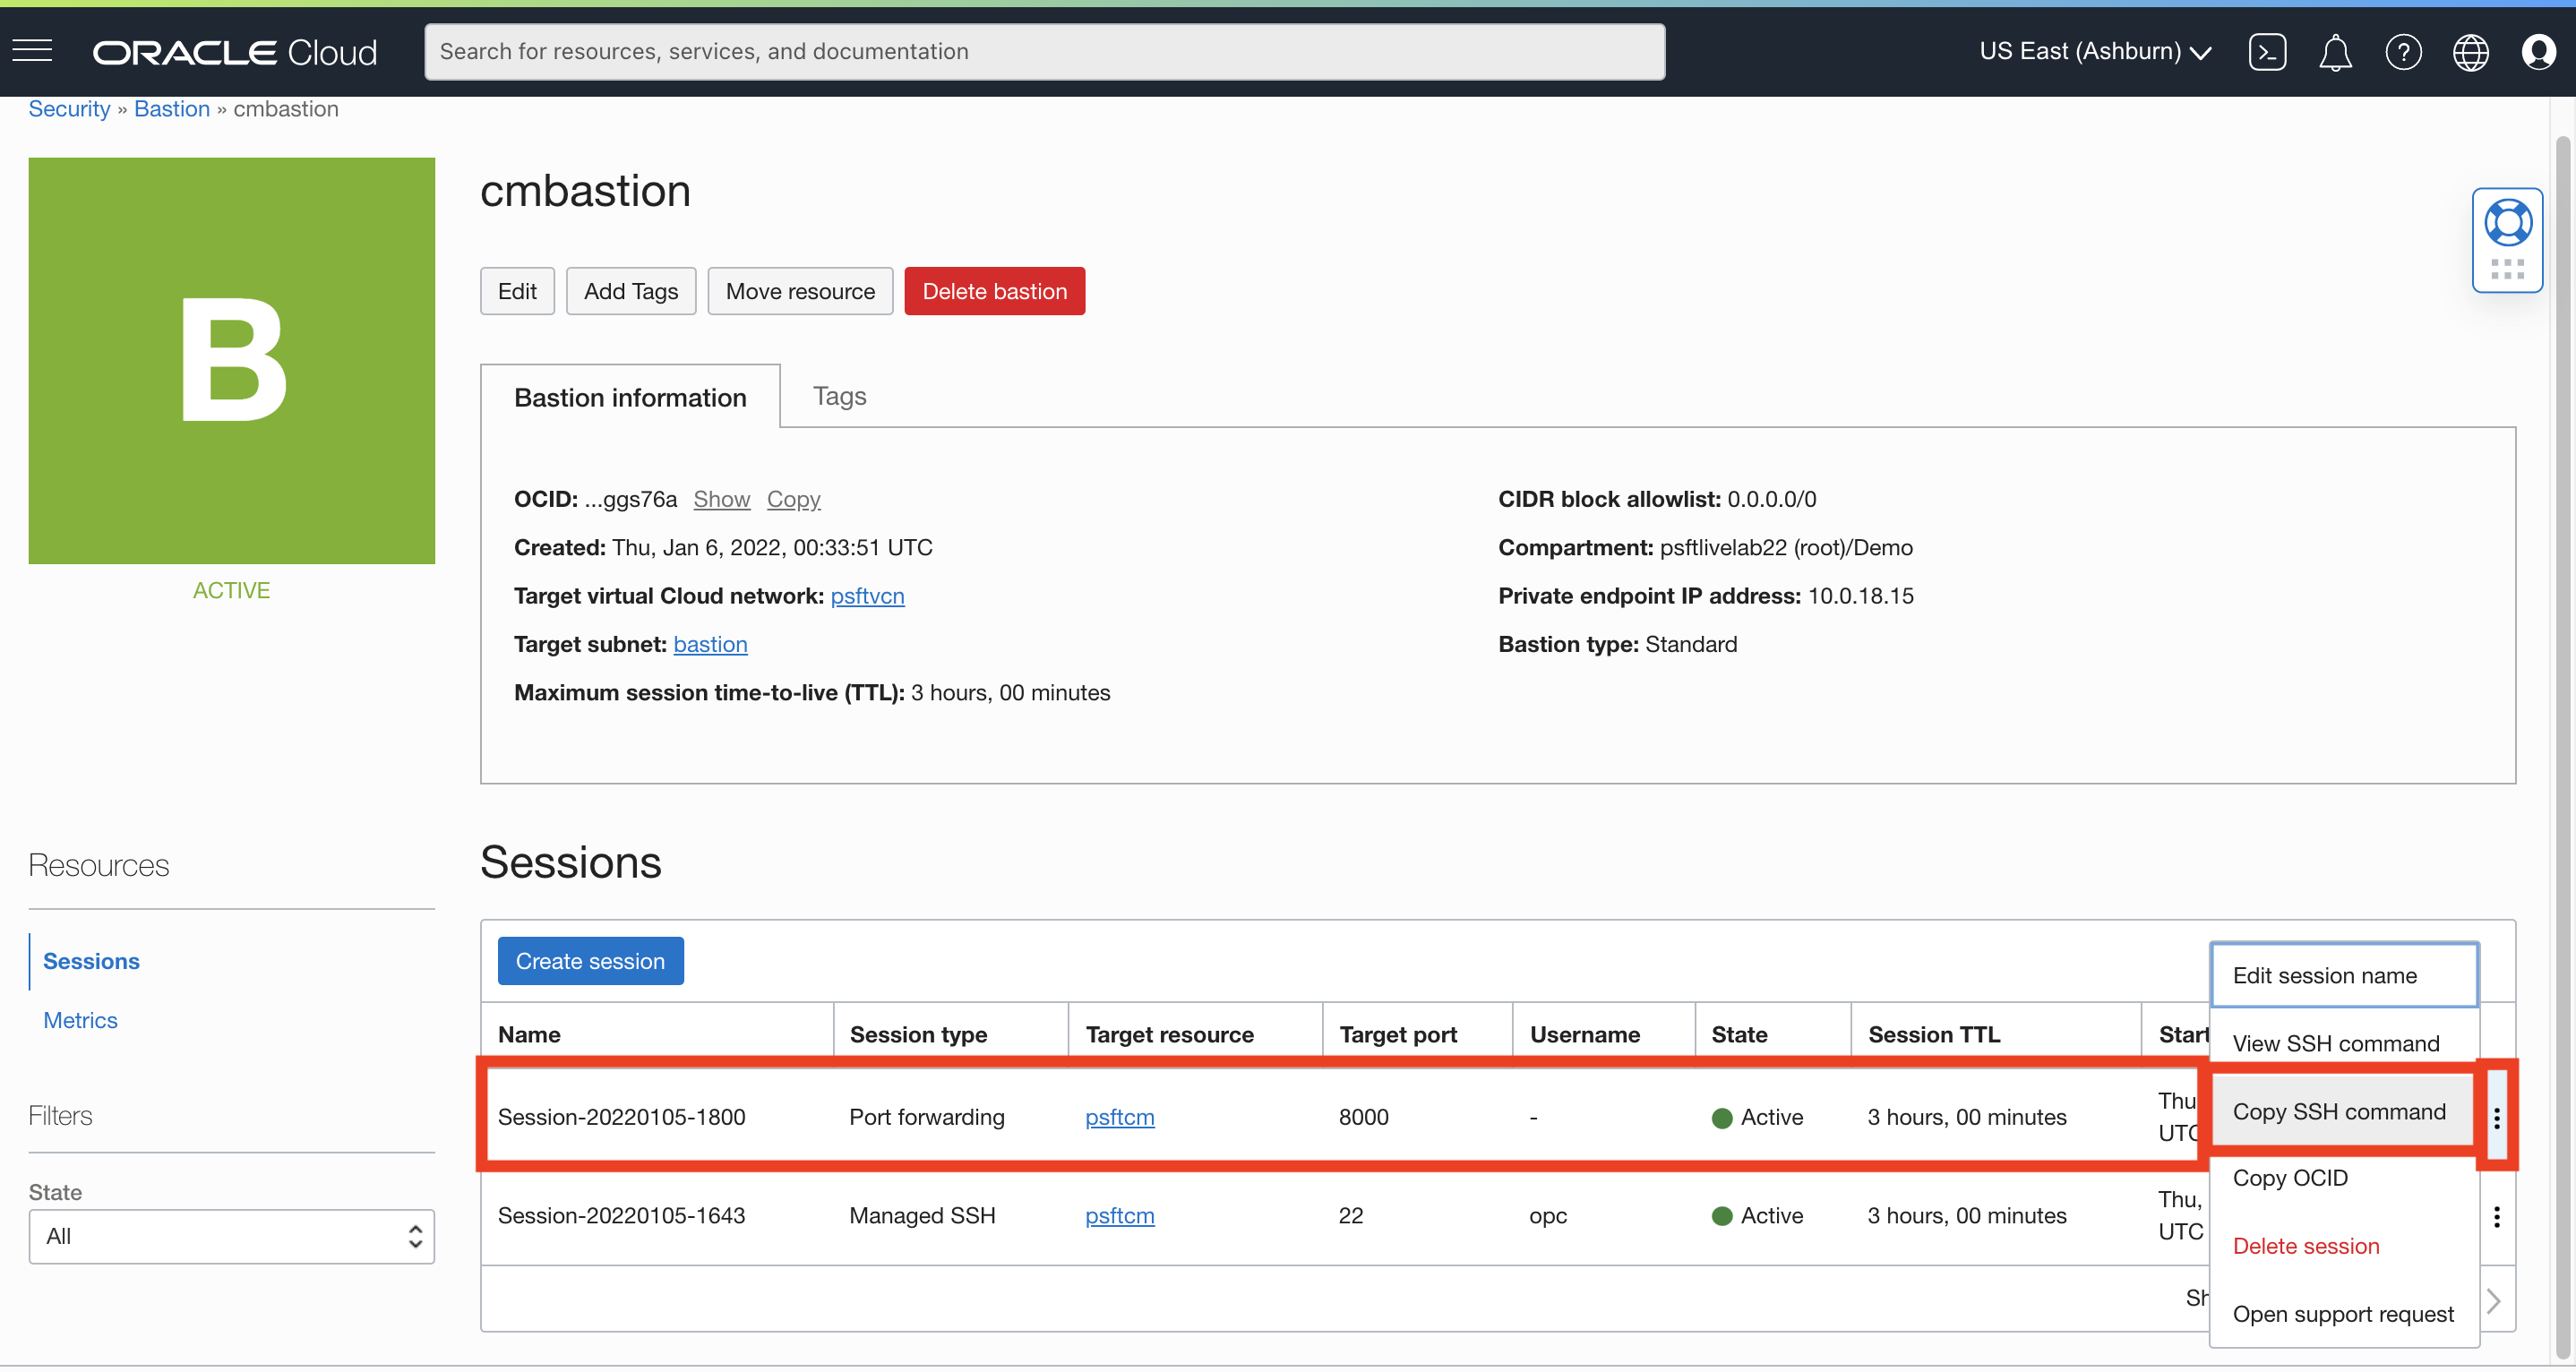 ORACLE Cloud
Search for resources, services, and documentation
US East (Ashburn)
Security » Bastion » cmbastion
B
ACTIVE
cmbastion
Edit
Add Tags
Move resource
Delete bastion
Bastion information
Tags
OCID: ...ggs76a Show Copy
Created: Thu, Jan 6, 2022, 00:33:51 UTC
Target virtual Cloud network: psftvcn
Target subnet: bastion
Maximum session time-to-live (TTL): 3 hours, 00 minutes
CIDR block allowlist: 0.0.0.0/0
Compartment: psftlivelab22 (root)/Demo
Private endpoint IP address: 10.0.18.15
Bastion type: Standard
Resources
Sessions
Metrics
Filters
State
All
Sessions
Create session
Name Session type Target resource Target port Username State Session TTL Start
Session-20220105-1800 Port forwarding psftcm 8000 - Active 3 hours, 00 minutes Thu UTC
Session-20220105-1643 Managed SSH psftcm 22 opc Active 3 hours, 00 minutes Thu, UTC
Edit session name
View SSH command
Copy SSH command
Copy OCID
Delete session
Open support request